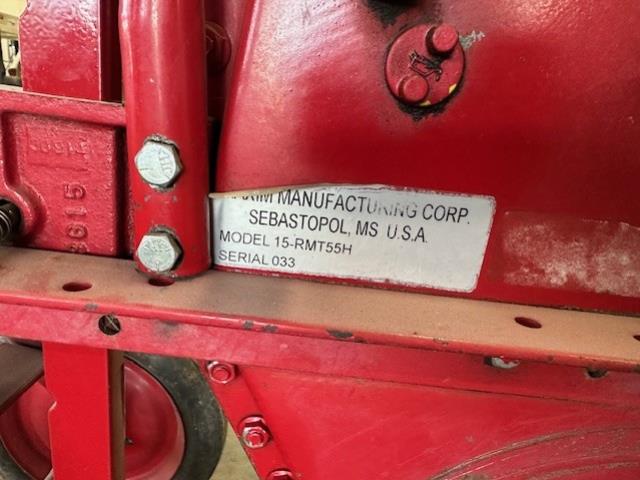 MANUFACTURING CORP.
SEBASTOPOL, MS U.S.A.
MODEL 15-RMT55H
SERIAL 033